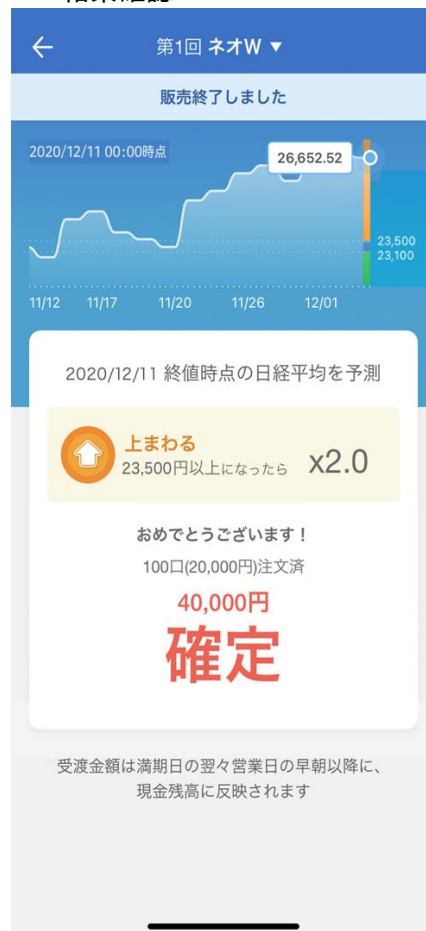 第1回 ネオW ▼
販売終了しました
2020/12/11 00:00時点
26,652.52
23,500
23,100
11/12 11/17 11/20 11/26 12/01
2020/12/11 終値時点の日経平均を予測
上まわる
23,500円以上になったら x2.0
おめでとうございます！
100口(20,000円)注文済
40,000円
確定
受渡金額は満期日の翌々営業日の早朝以降に、
現金残高に反映されます